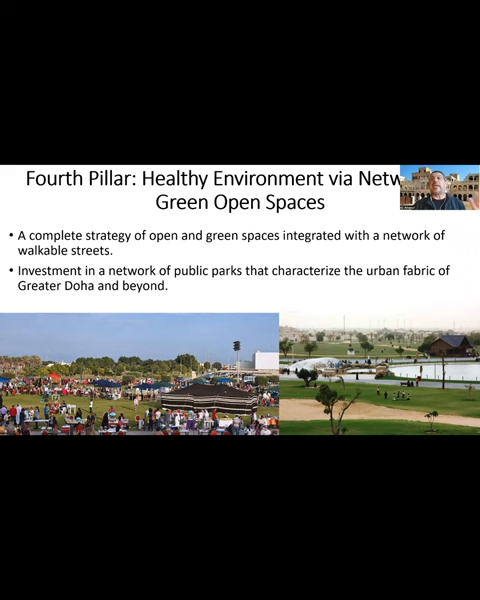 Fourth Pillar: Healthy Environment via
Green Open Spaces
• A complete strategy of open and green spaces integrated with a network of
walkable streets.
• Investment in a network of public parks that characterize the urban fabric of
Greater Doha and beyond.